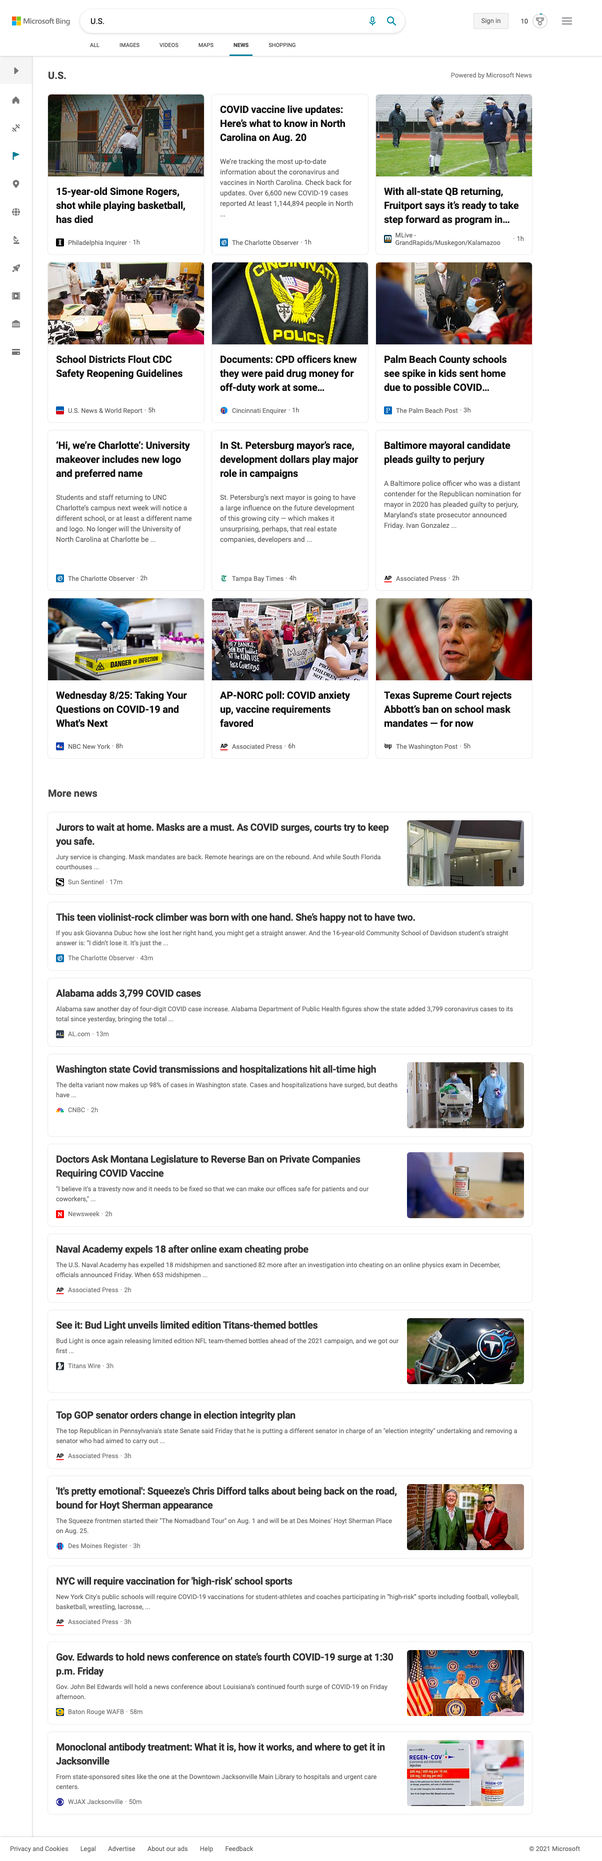 Microsoft Bing
U.S.
Sign in
10
ALL
IMAGES
VIDEOS
MAPS
NEWS
SHOPPING
U.S.
Powered by Microsoft News
15-year-old Simone Rogers,
shot while playing basketball,
has died
Philadelphia Inquirer · 1h
COVID vaccine live updates:
Here's what to know in North
Carolina on Aug. 20
We're tracking the most up-to-date
information about the coronavirus and
vaccines in North Carolina. Check back for
updates. Over 6,600 new COVID-19 cases
reported At least 1,144,894 people in North
...
The Charlotte Observer · 1h
With all-state QB returning,
Fruitport says it's ready to take
step forward as program in...
MLive -
GrandRapids/Muskegon/Kalamazoo · 1h
School Districts Flout CDC
Safety Reopening Guidelines
U.S. News & World Report · 5h
CINCINNATI
POLICE
Documents: CPD officers knew
they were paid drug money for
off-duty work at some...
Cincinnati Enquirer · 1h
Palm Beach County schools
see spike in kids sent home
due to possible COVID...
The Palm Beach Post · 3h
'Hi, we're Charlotte': University
makeover includes new logo
and preferred name
Students and staff returning to UNC
Charlotte's campus next week will notice a
different school, or at least a different name
and logo. No longer will the University of
North Carolina at Charlotte be ...
The Charlotte Observer · 2h
In St. Petersburg mayor's race,
development dollars play major
role in campaigns
St. Petersburg's next mayor is going to have
a large influence on the future development
of this growing city — which makes it
unsurprising, perhaps, that real estate
companies, developers and ...
Tampa Bay Times · 4h
Baltimore mayoral candidate
pleads guilty to perjury
A Baltimore police officer who was a distant
contender for the Republican nomination for
mayor in 2020 has pleaded guilty to perjury,
Maryland's state prosecutor announced
Friday. Ivan Gonzalez ...
AP Associated Press · 2h
DANGER OF INFECTION
Wednesday 8/25: Taking Your
Questions on COVID-19 and
What's Next
NBC New York · 8h
AP-NORC poll: COVID anxiety
up, vaccine requirements
favored
AP Associated Press · 6h
Texas Supreme Court rejects
Abbott's ban on school mask
mandates — for now
wp The Washington Post · 5h
More news
Jurors to wait at home. Masks are a must. As COVID surges, courts try to keep
you safe.
Jury service is changing. Mask mandates are back. Remote hearings are on the rebound. And while South Florida
courthouses ...
Sun Sentinel · 17m
This teen violinist-rock climber was born with one hand. She's happy not to have two.
If you ask Giovanna Dubuc how she lost her right hand, you might get a straight answer. And the 16-year-old Community School of Davidson student's straight
answer is: "I didn't lose it. It's just the ...
The Charlotte Observer · 43m
Alabama adds 3,799 COVID cases
Alabama saw another day of four-digit COVID case increase. Alabama Department of Public Health figures show the state added 3,799 coronavirus cases to its
total since yesterday, bringing the total ...
AL.com · 13m
Washington state Covid transmissions and hospitalizations hit all-time high
The delta variant now makes up 98% of cases in Washington state. Cases and hospitalizations have surged, but deaths
have ...
CNBC · 2h
Doctors Ask Montana Legislature to Reverse Ban on Private Companies
Requiring COVID Vaccine
"I believe it's a travesty now and it needs to be fixed so that we can make our offices safe for patients and our
coworkers," ...
N Newsweek · 2h
Naval Academy expels 18 after online exam cheating probe
The U.S. Naval Academy has expelled 18 midshipmen and sanctioned 82 more after an investigation into cheating on an online physics exam in December,
officials announced Friday. When 653 midshipmen ...
AP Associated Press · 2h
See it: Bud Light unveils limited edition Titans-themed bottles
Bud Light is once again releasing limited edition NFL team-themed bottles ahead of the 2021 campaign, and we got our
first ...
Titans Wire · 3h
Top GOP senator orders change in election integrity plan
The top Republican in Pennsylvania's state Senate said Friday that he is putting a different senator in charge of an "election integrity" undertaking and removing a
senator who had aimed to carry out ...
AP Associated Press · 3h
'It's pretty emotional': Squeeze's Chris Difford talks about being back on the road,
bound for Hoyt Sherman appearance
The Squeeze frontmen started their "The Nomadband Tour" on Aug. 1 and will be at Des Moines' Hoyt Sherman Place
on Aug. 25.
Des Moines Register · 3h
NYC will require vaccination for 'high-risk' school sports
New York City's public schools will require COVID-19 vaccinations for student-athletes and coaches participating in "high-risk" sports including football, volleyball,
basketball, wrestling, lacrosse, ...
AP Associated Press · 3h
Gov. Edwards to hold news conference on state's fourth COVID-19 surge at 1:30
p.m. Friday
Gov. John Bel Edwards will hold a news conference about Louisiana's continued fourth surge of COVID-19 on Friday
afternoon.
Baton Rouge WAFB · 58m
Monoclonal antibody treatment: What it is, how it works, and where to get it in
Jacksonville
From state-sponsored sites like the one at the Downtown Jacksonville Main Library to hospitals and urgent care
centers.
WJAX Jacksonville · 50m
REGEN-COV
Privacy and Cookies
Legal
Advertise
About our ads
Help
Feedback
© 2021 Microsoft